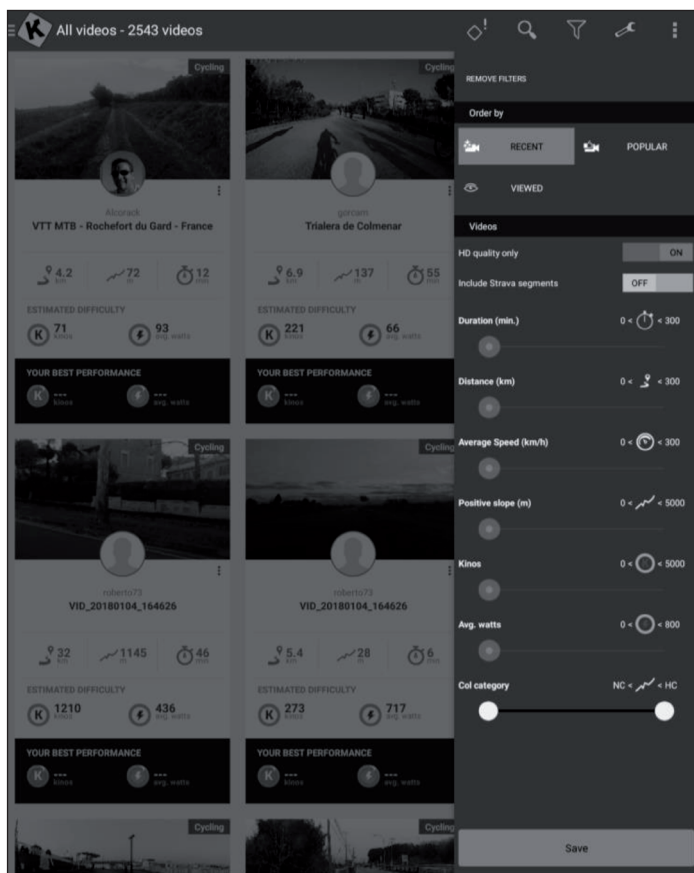 K All videos - 2543 videos
Cycling
Alcorack
VTT MTB - Rochefort du Gard - France
4.2 km 72 m 12 min
ESTIMATED DIFFICULTY
K 71 kinos 93 avg. watts
YOUR BEST PERFORMANCE
K --- kinos --- avg. watts
Cycling
gorcam
Trialera de Colmenar
6.9 km 137 m 55 min
ESTIMATED DIFFICULTY
K 221 kinos 66 avg. watts
YOUR BEST PERFORMANCE
K --- kinos --- avg. watts
Cycling
roberto73
VID_20180104_164626
32 km 1145 m 46 min
ESTIMATED DIFFICULTY
K 1210 kinos 436 avg. watts
YOUR BEST PERFORMANCE
K --- kinos --- avg. watts
Cycling
roberto73
VID_20180104_164626
5.4 km 28 m 6 min
ESTIMATED DIFFICULTY
K 273 kinos 717 avg. watts
YOUR BEST PERFORMANCE
K --- kinos --- avg. watts
Cycling
Cycling
REMOVE FILTERS
Order by
RECENT POPULAR
VIEWED
Videos
HD quality only ON
Include Strava segments OFF
Duration (min.) 0 < < 300
Distance (km) 0 < < 300
Average Speed (km/h) 0 < < 300
Positive slope (m) 0 < < 5000
Kinos 0 < < 5000
Avg. watts 0 < < 800
Col category NC < < HC
Save